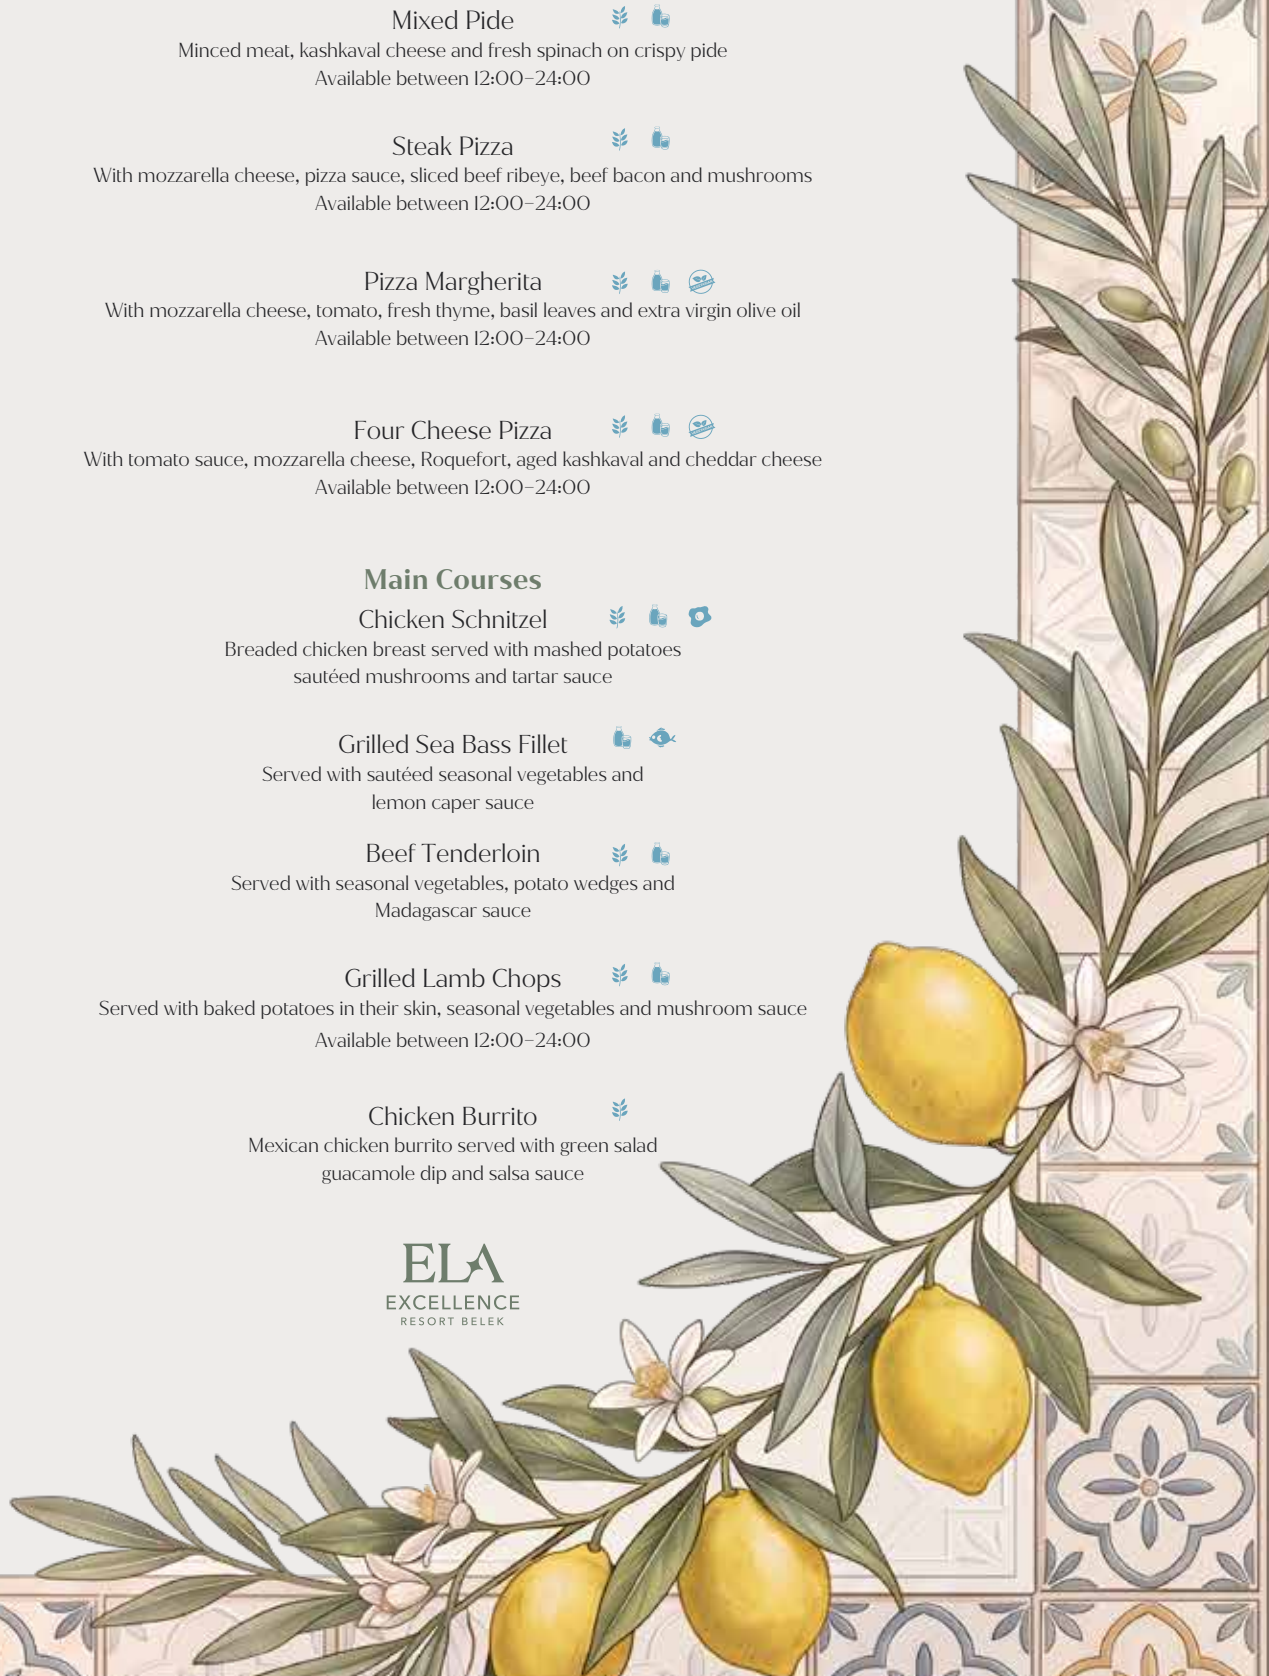 Mixed Pide
Minced meat, kashkaval cheese and fresh spinach on crispy pide
Available between 12:00-24:00
Steak Pizza
With mozzarella cheese, pizza sauce, sliced beef ribeye, beef bacon and mushrooms
Available between 12:00-24:00
Pizza Margherita
With mozzarella cheese, tomato, fresh thyme, basil leaves and extra virgin olive oil
Available between 12:00-24:00
Four Cheese Pizza
With tomato sauce, mozzarella cheese, Roquefort, aged kashkaval and cheddar cheese
Available between 12:00-24:00
Main Courses
Chicken Schnitzel
Breaded chicken breast served with mashed potatoes
sautéed mushrooms and tartar sauce
Grilled Sea Bass Fillet
Served with sautéed seasonal vegetables and
lemon caper sauce
Beef Tenderloin
Served with seasonal vegetables, potato wedges and
Madagascar sauce
Grilled Lamb Chops
Served with baked potatoes in their skin, seasonal vegetables and mushroom sauce
Available between 12:00-24:00
Chicken Burrito
Mexican chicken burrito served with green salad
guacamole dip and salsa sauce
ELA
EXCELLENCE
RESORT BELEK